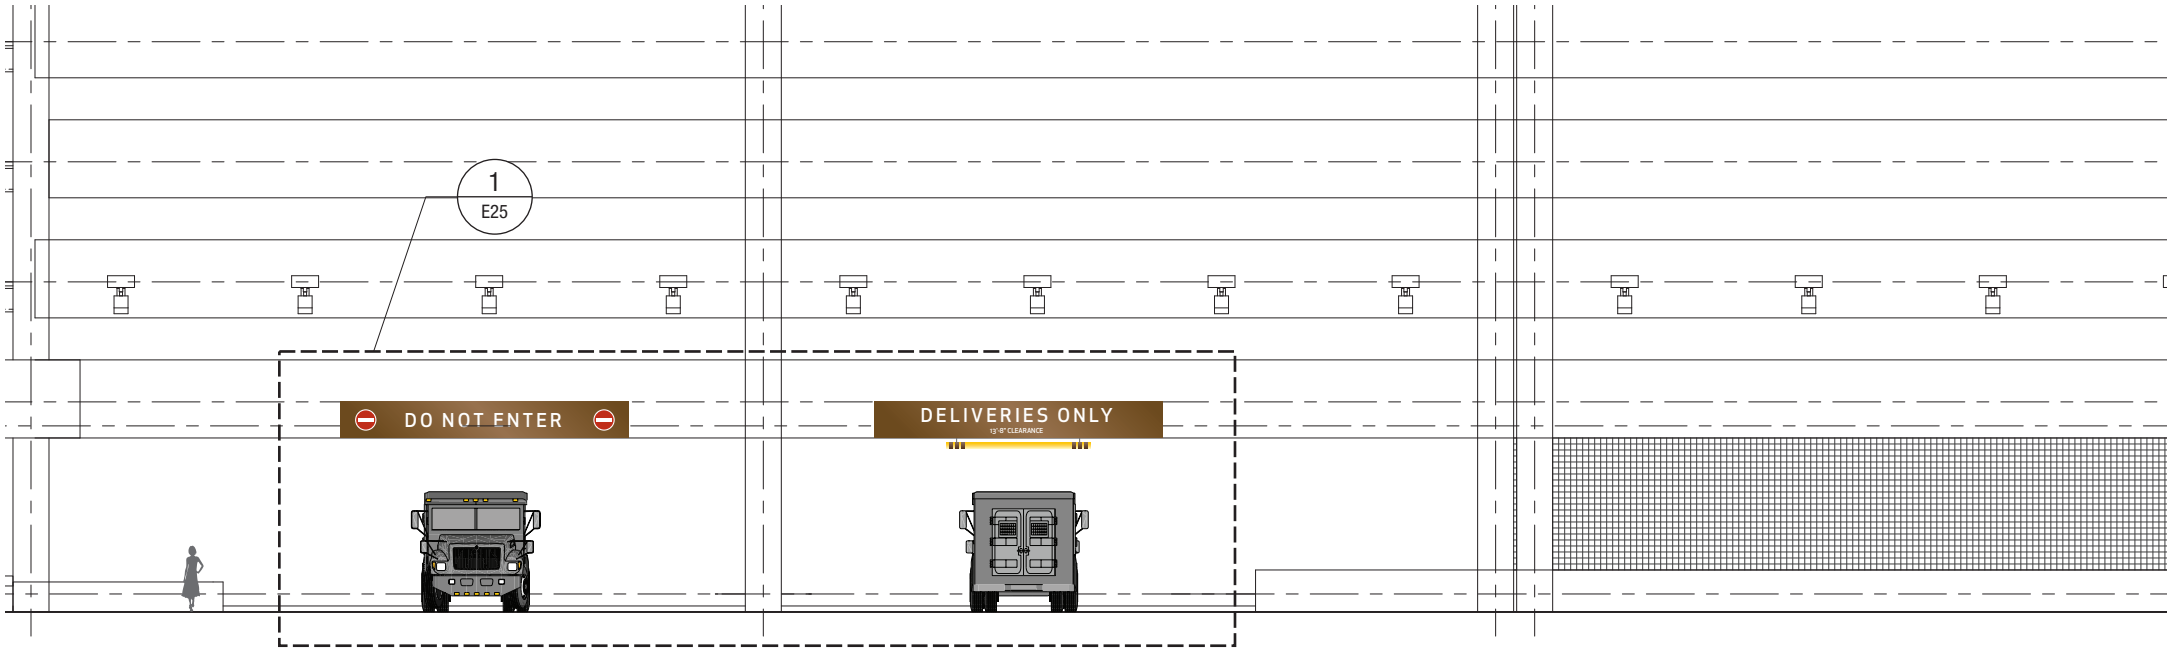 1
E25
DO NOT ENTER
DELIVERIES ONLY
13'-8" CLEARANCE